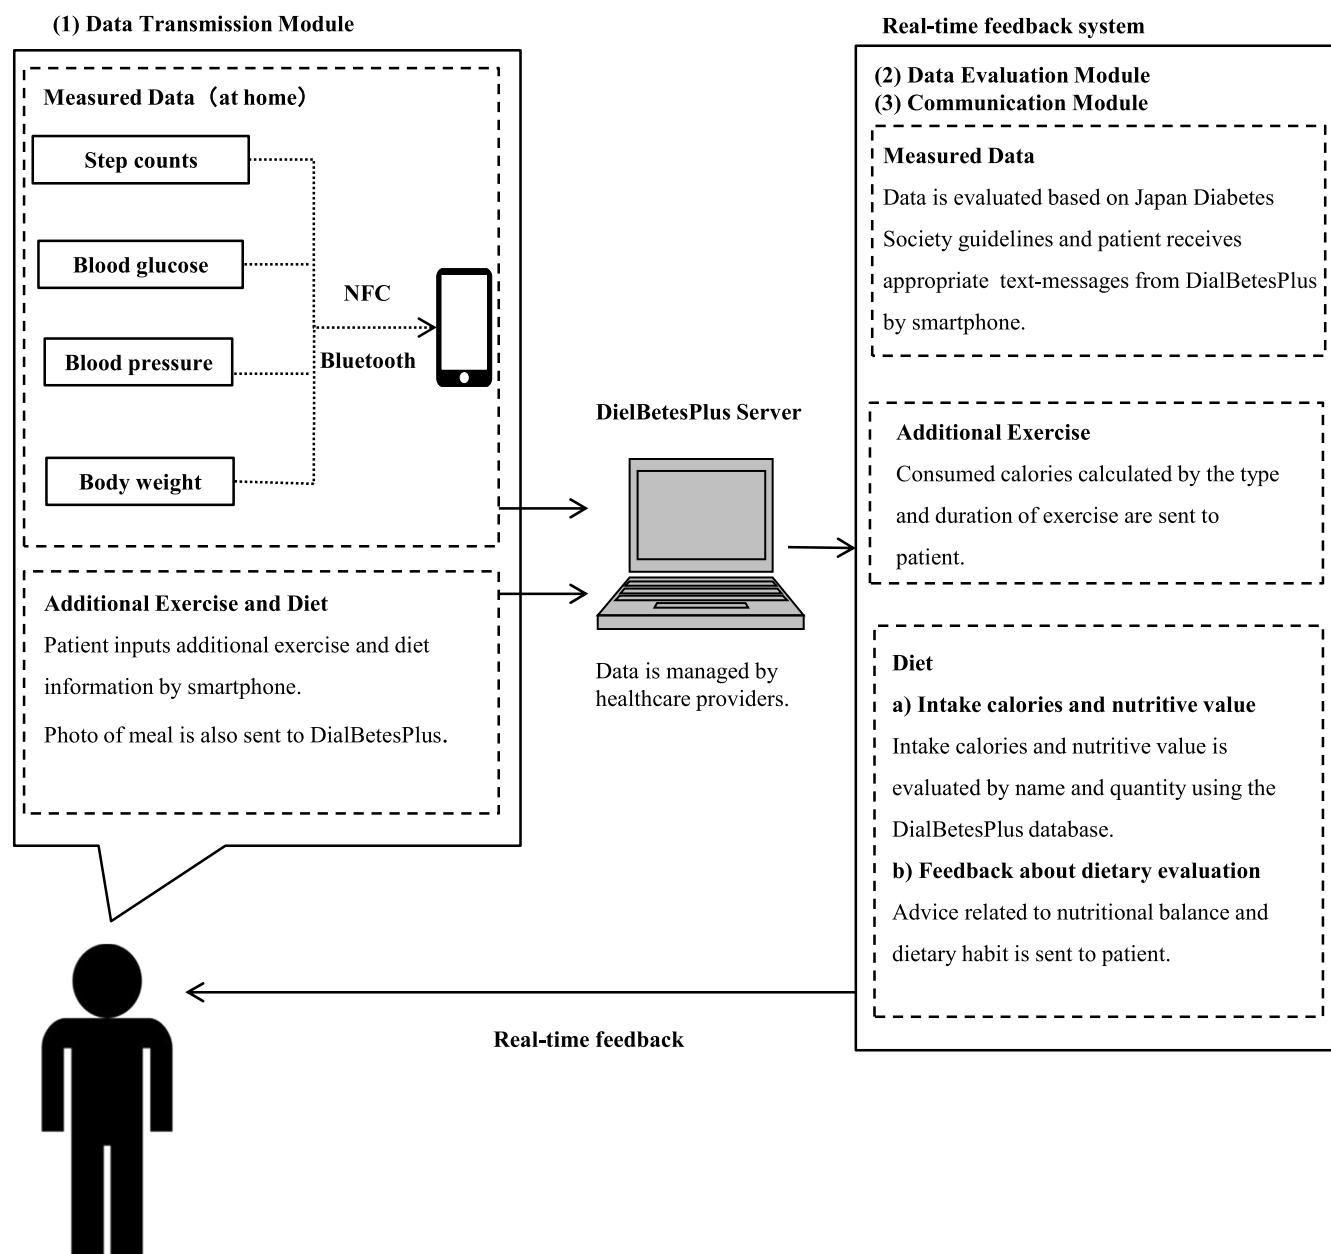 (1) Data Transmission Module
Measured Data（at home）
Step counts
Blood glucose
Blood pressure
Body weight
NFC
Bluetooth
Additional Exercise and Diet
Patient inputs additional exercise and diet
information by smartphone.
Photo of meal is also sent to DialBetesPlus.
DielBetesPlus Server
Data is managed by
healthcare providers.
Real-time feedback system
(2) Data Evaluation Module
(3) Communication Module
Measured Data
Data is evaluated based on Japan Diabetes
Society guidelines and patient receives
appropriate text-messages from DialBetesPlus
by smartphone.
Additional Exercise
Consumed calories calculated by the type
and duration of exercise are sent to
patient.
Diet
a) Intake calories and nutritive value
Intake calories and nutritive value is
evaluated by name and quantity using the
DialBetesPlus database.
b) Feedback about dietary evaluation
Advice related to nutritional balance and
dietary habit is sent to patient.
Real-time feedback